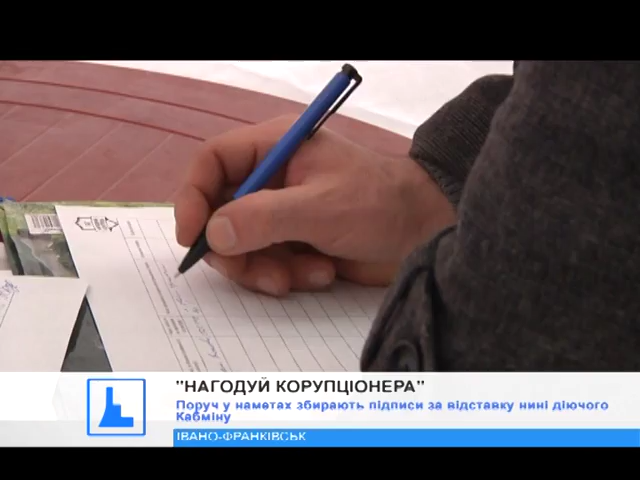 "НАГОДУЙ КОРУПЦІОНЕРА"
Поруч у наметах збирають підписи за відставку нині діючого
Кабміну
ІВАНО-ФРАНКІВСЬК